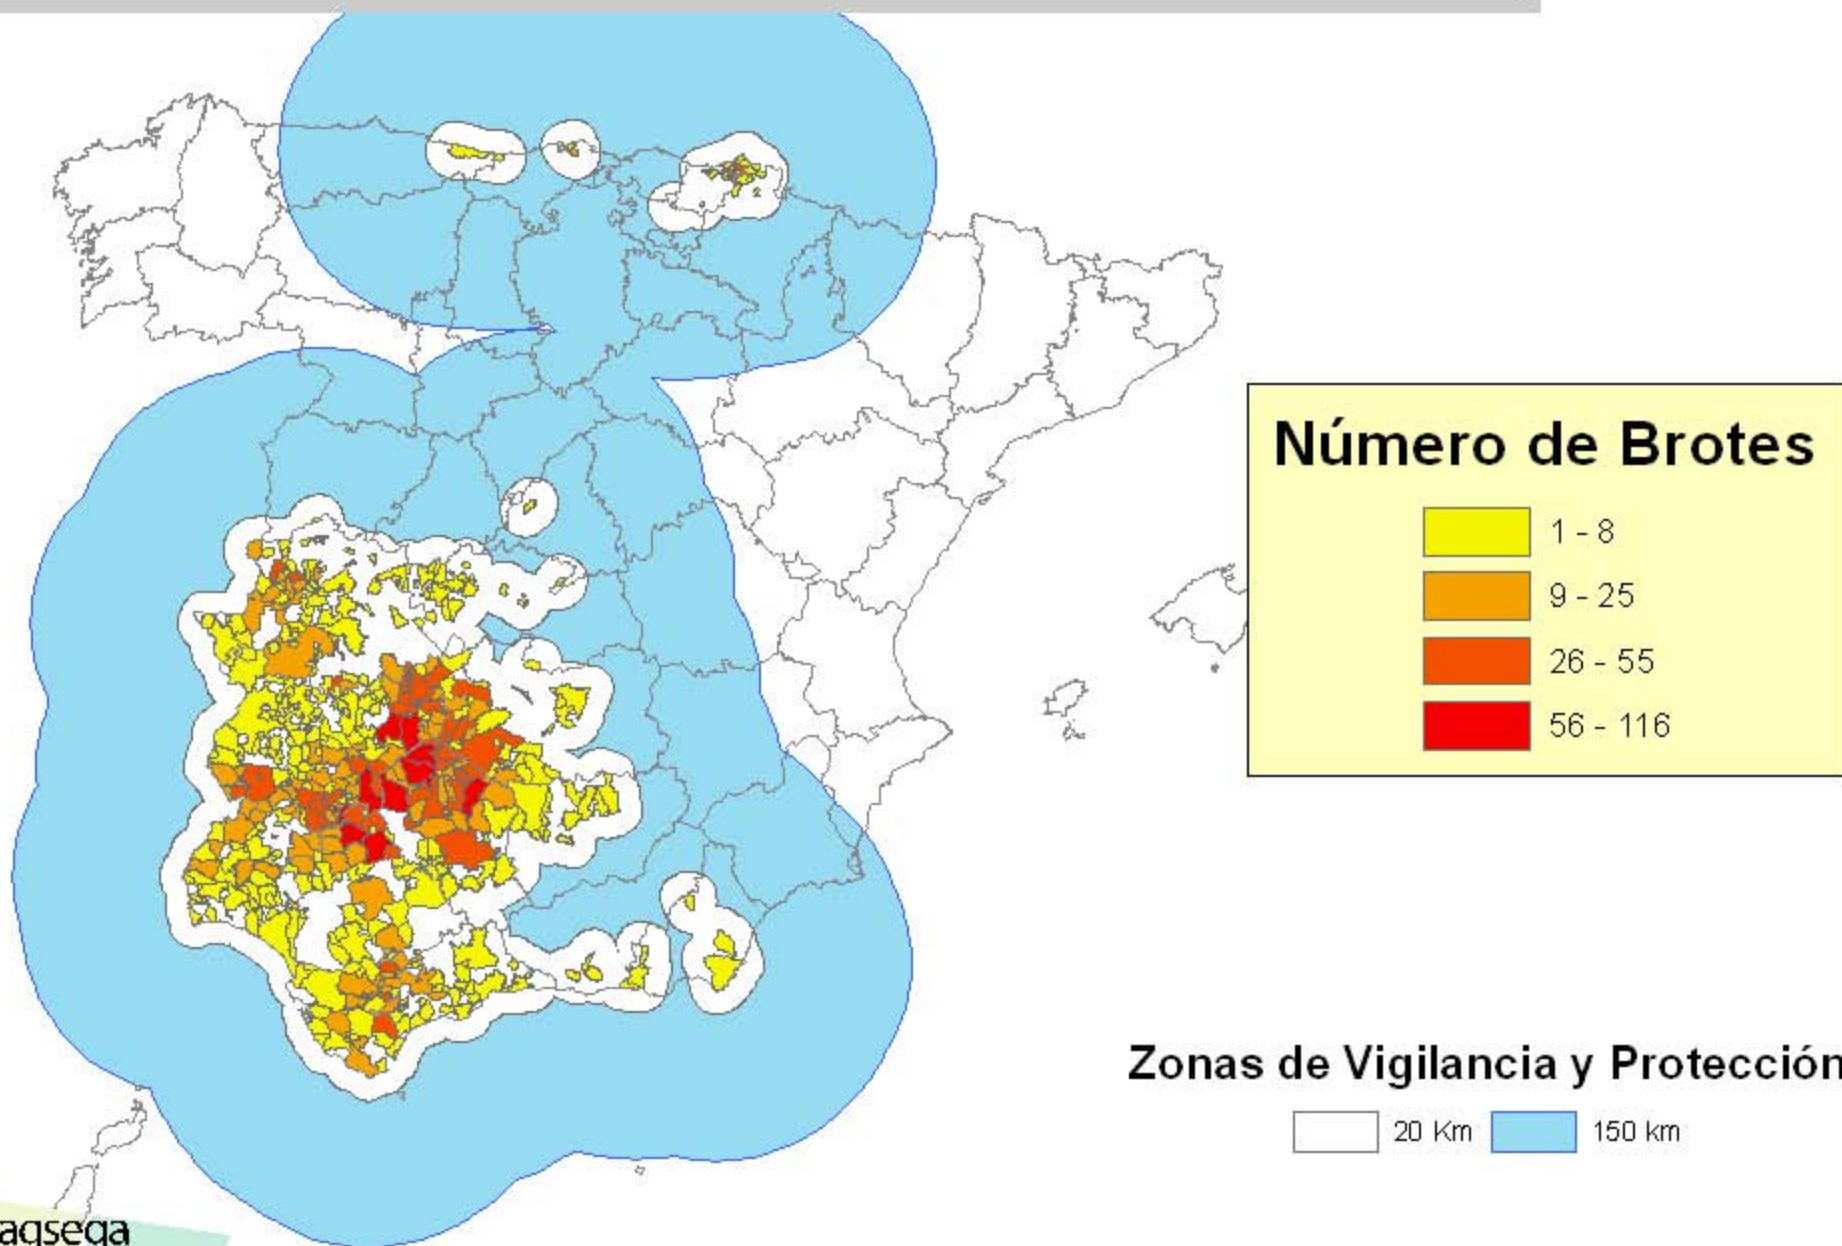 Número de Brotes
1 - 8
9 - 25
26 - 55
56 - 116
Zonas de Vigilancia y Protección
20 Km 150 km